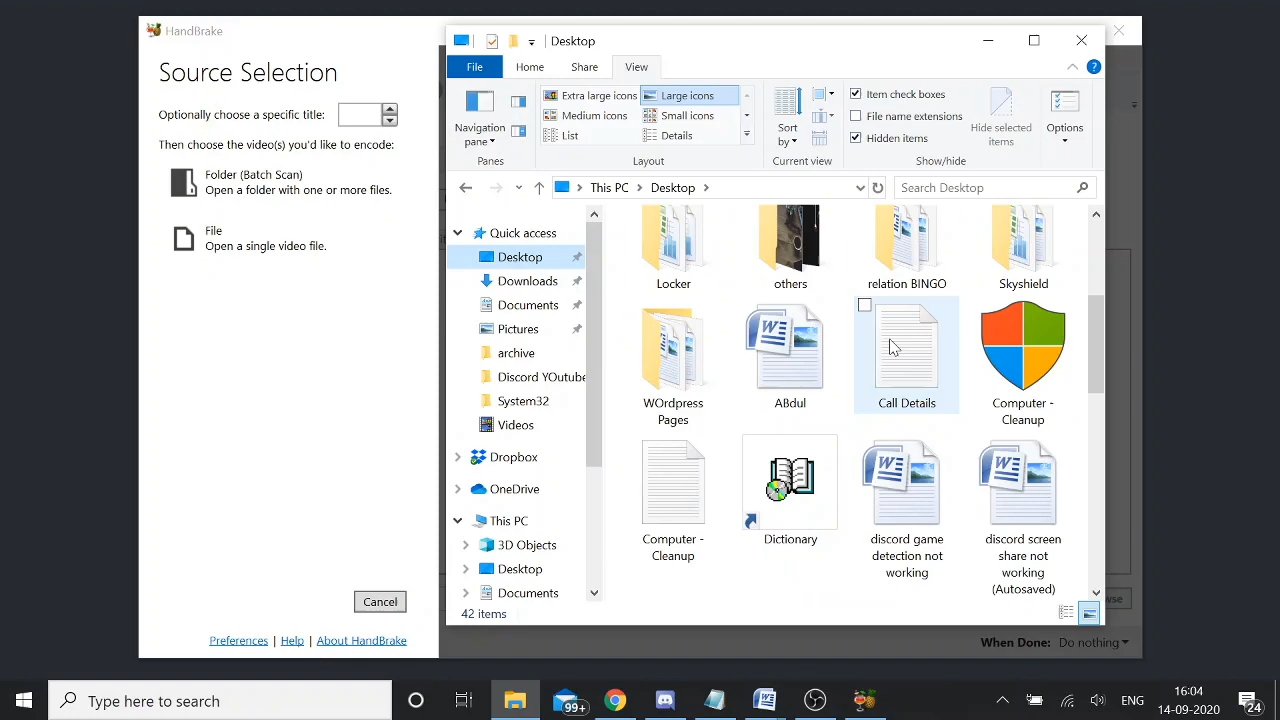 HandBrake
Source Selection
Optionally choose a specific title:
Then choose the video(s) you'd like to encode:
Folder (Batch Scan)
Open a folder with one or more files.
File
Open a single video file.
Cancel
Preferences | Help | About HandBrake
Desktop
File Home Share View
Navigation pane
Panes
Extra large icons Large icons
Medium icons Small icons
List Details
Layout
Sort by
Current view
Item check boxes
File name extensions
Hidden items
Hide selected items
Show/hide
Options
This PC > Desktop >
Search Desktop
Quick access
Desktop
Downloads
Documents
Pictures
archive
Discord YOutube
System32
Videos
Dropbox
OneDrive
This PC
3D Objects
Desktop
Documents
Locker
others
relation BINGO
Skyshield
WOrdpress Pages
ABdul
Call Details
Computer - Cleanup
Computer - Cleanup
Dictionary
discord game detection not working
discord screen share not working (Autosaved)
42 items
When Done: Do nothing
Type here to search
99+
ENG
16:04
14-09-2020
24